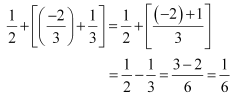 1/2 + [((-2)/3) + 1/3] = 1/2 + [((-2) + 1)/3]
= 1/2 - 1/3 = (3 - 2)/6 = 1/6